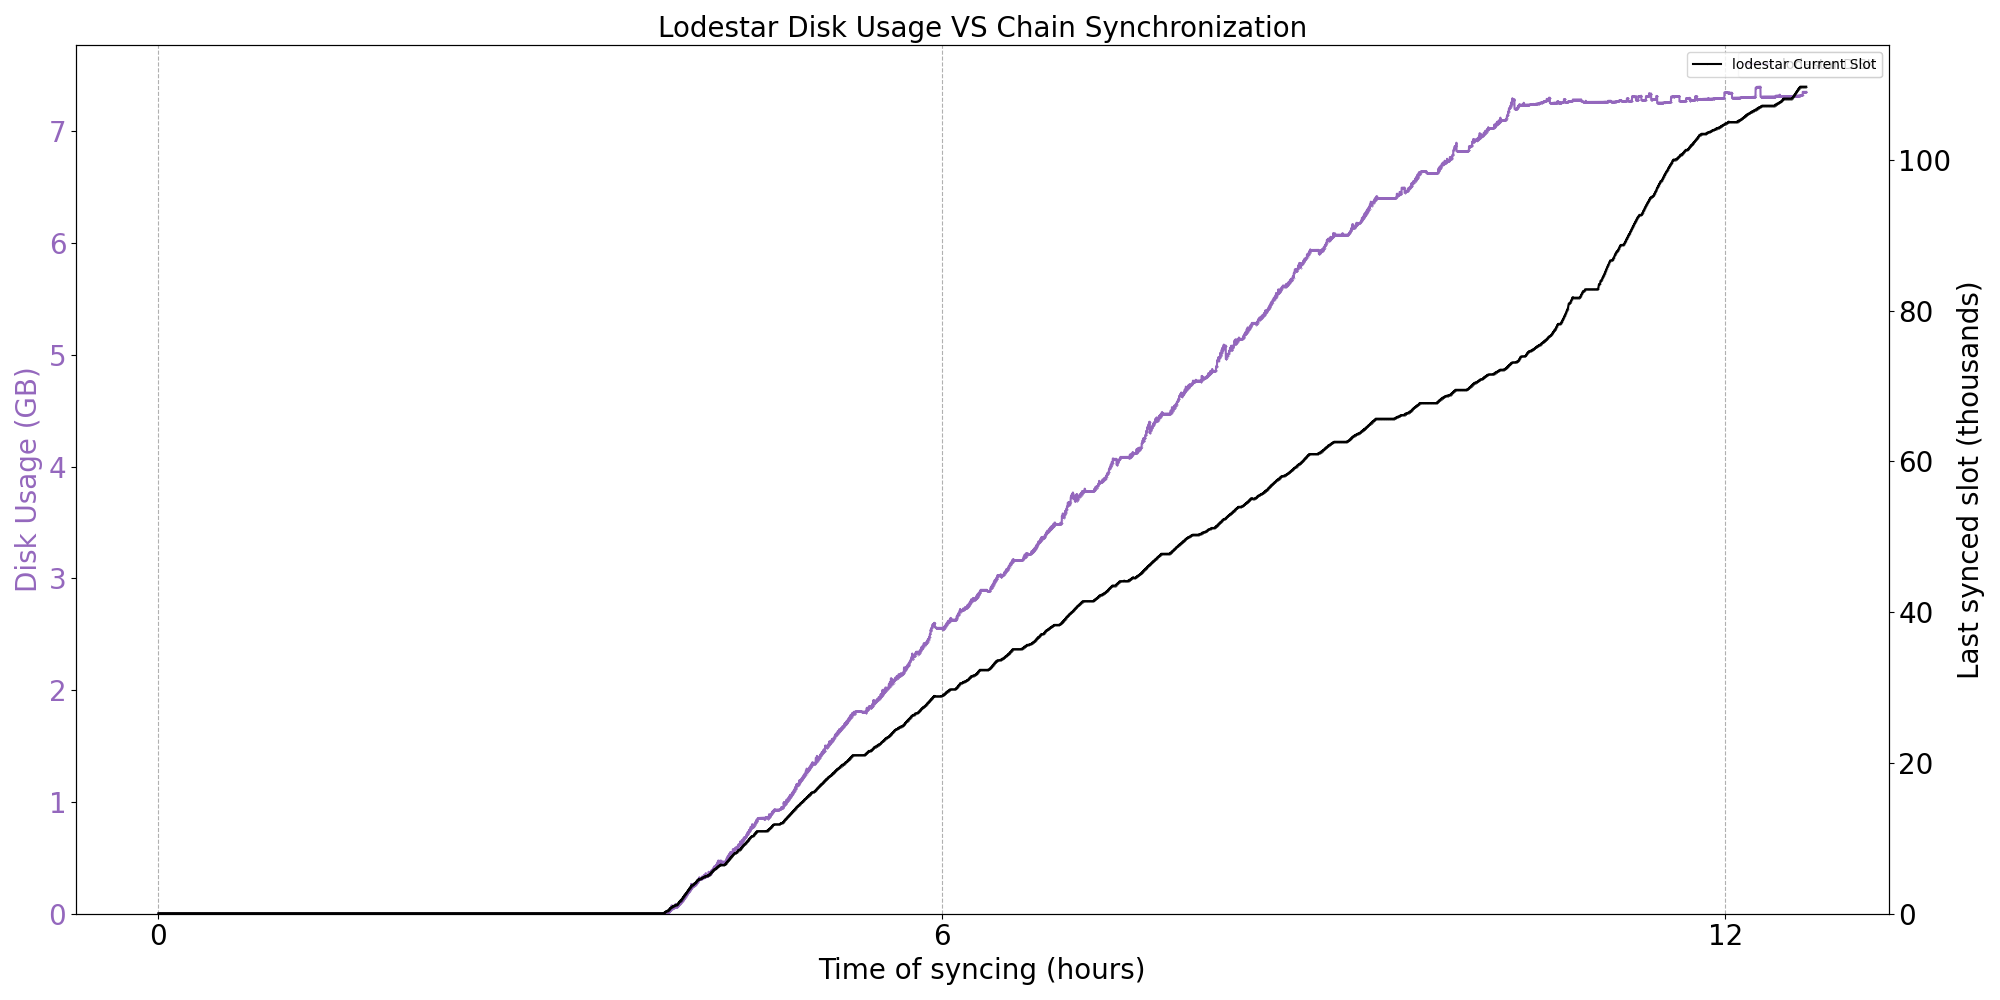 Lodestar Disk Usage VS Chain Synchronization
lodestar Current Slot
7
6
5
4
3
2
1
0
Disk Usage (GB)
100
80
60
40
20
0
Last synced slot (thousands)
0 6 12
Time of syncing (hours)